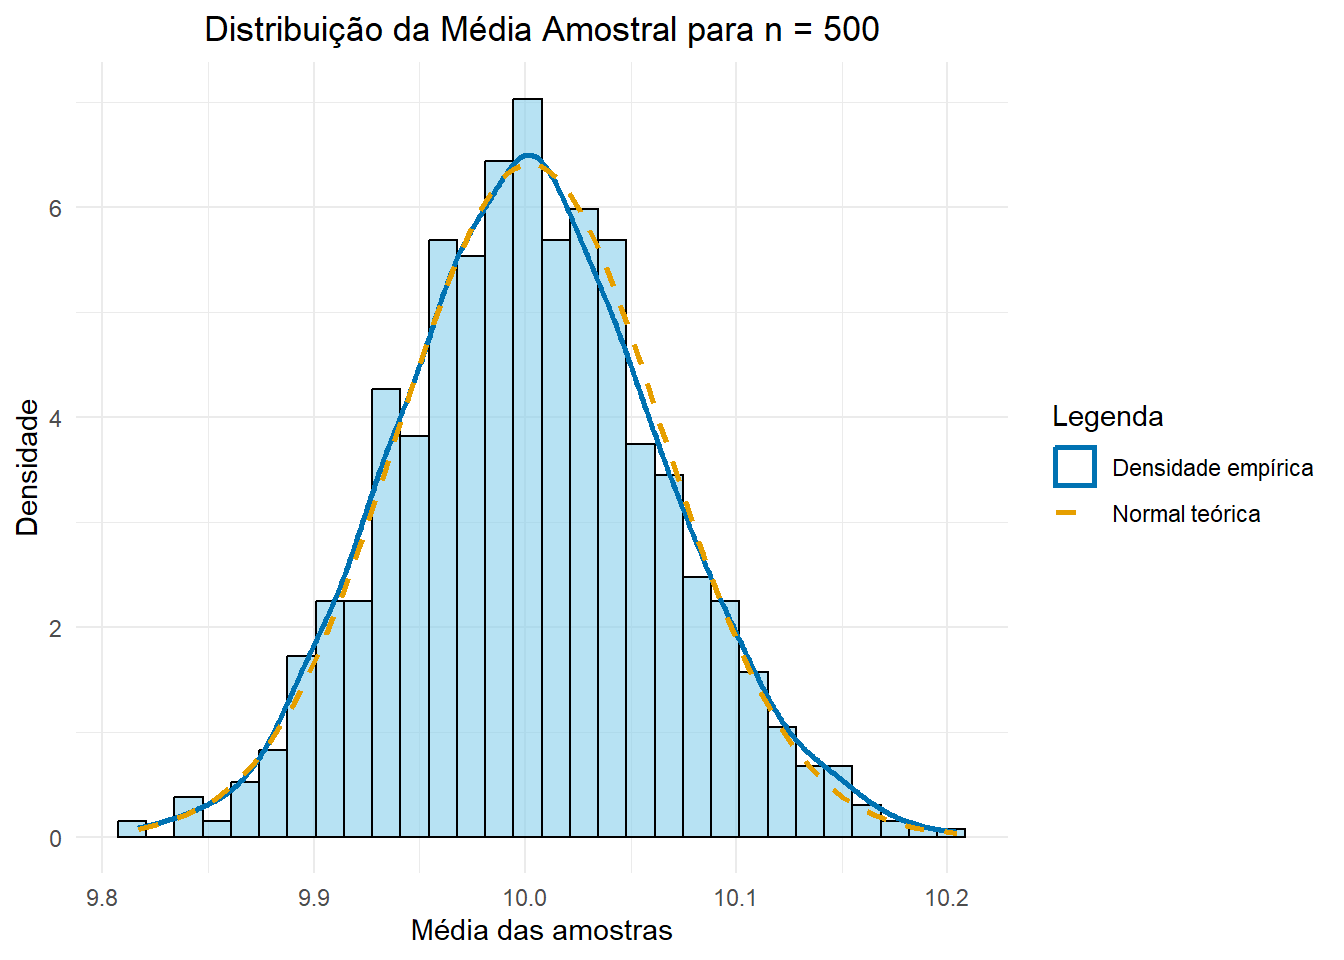 Distribuição da Média Amostral para n = 500
Densidade
6
4
2
0
9.8 9.9 10.0 10.1 10.2
Média das amostras
Legenda
Densidade empírica
Normal teórica